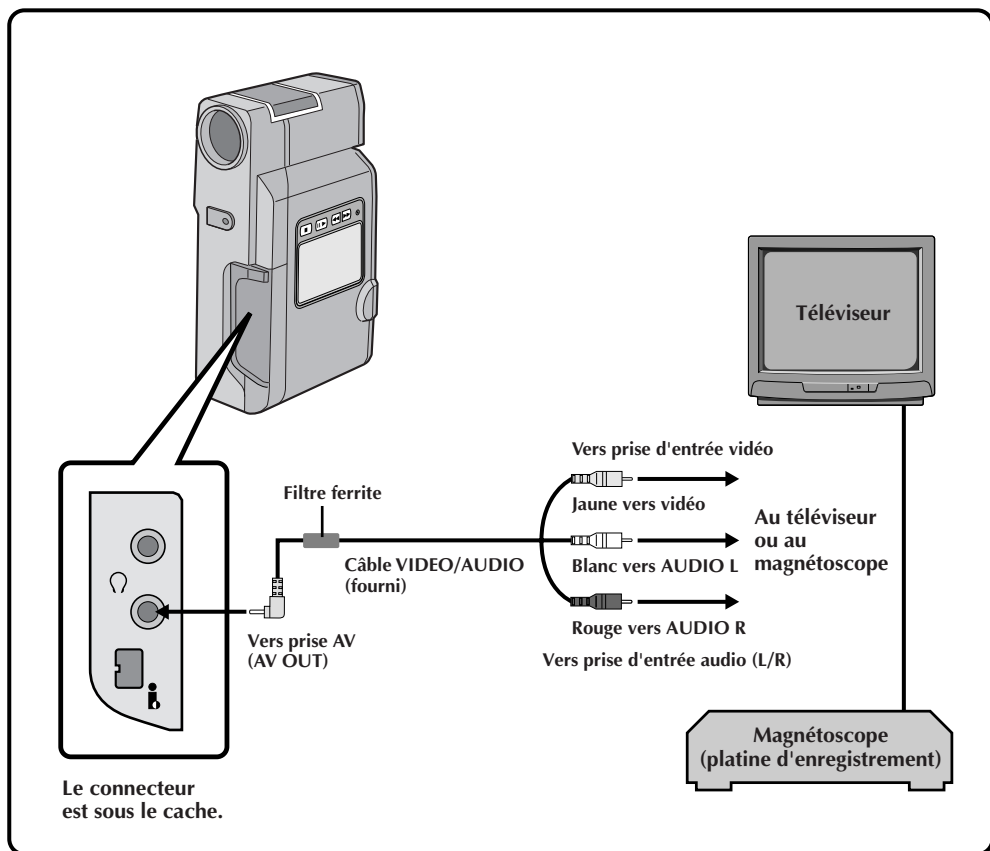 Téléviseur
Vers prise d'entrée vidéo
Jaune vers vidéo
Filtre ferrite
Au téléviseur
ou au
magnétoscope
Câble VIDEO/AUDIO
(fourni)
Blanc vers AUDIO L
Vers prise AV
(AV OUT)
Rouge vers AUDIO R
Vers prise d'entrée audio (L/R)
Magnétoscope
(platine d'enregistrement)
Le connecteur
est sous le cache.